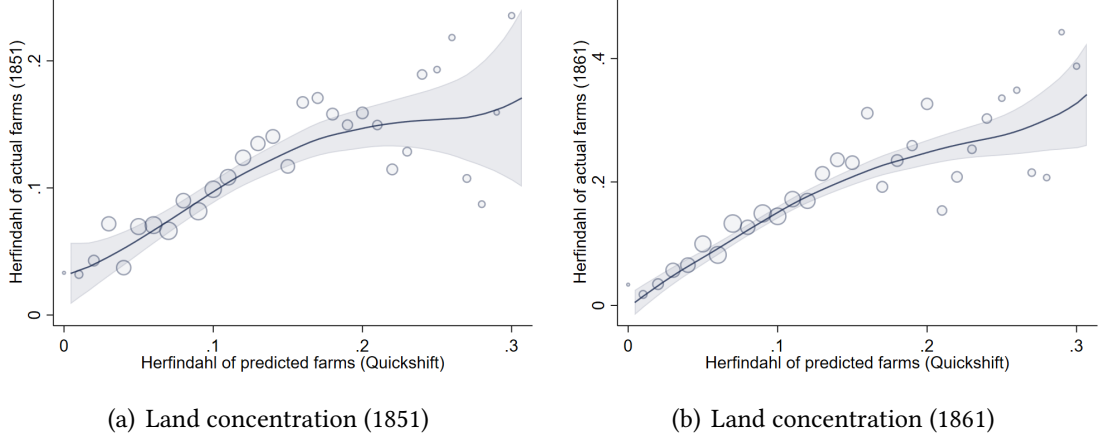 Herfindahl of actual farms (1851)
.2
.1
0
0 .1 .2 .3
Herfindahl of predicted farms (Quickshift)
(a) Land concentration (1851)
Herfindahl of actual farms (1861)
.4
.2
0
0 .1 .2 .3
Herfindahl of predicted farms (Quickshift)
(b) Land concentration (1861)